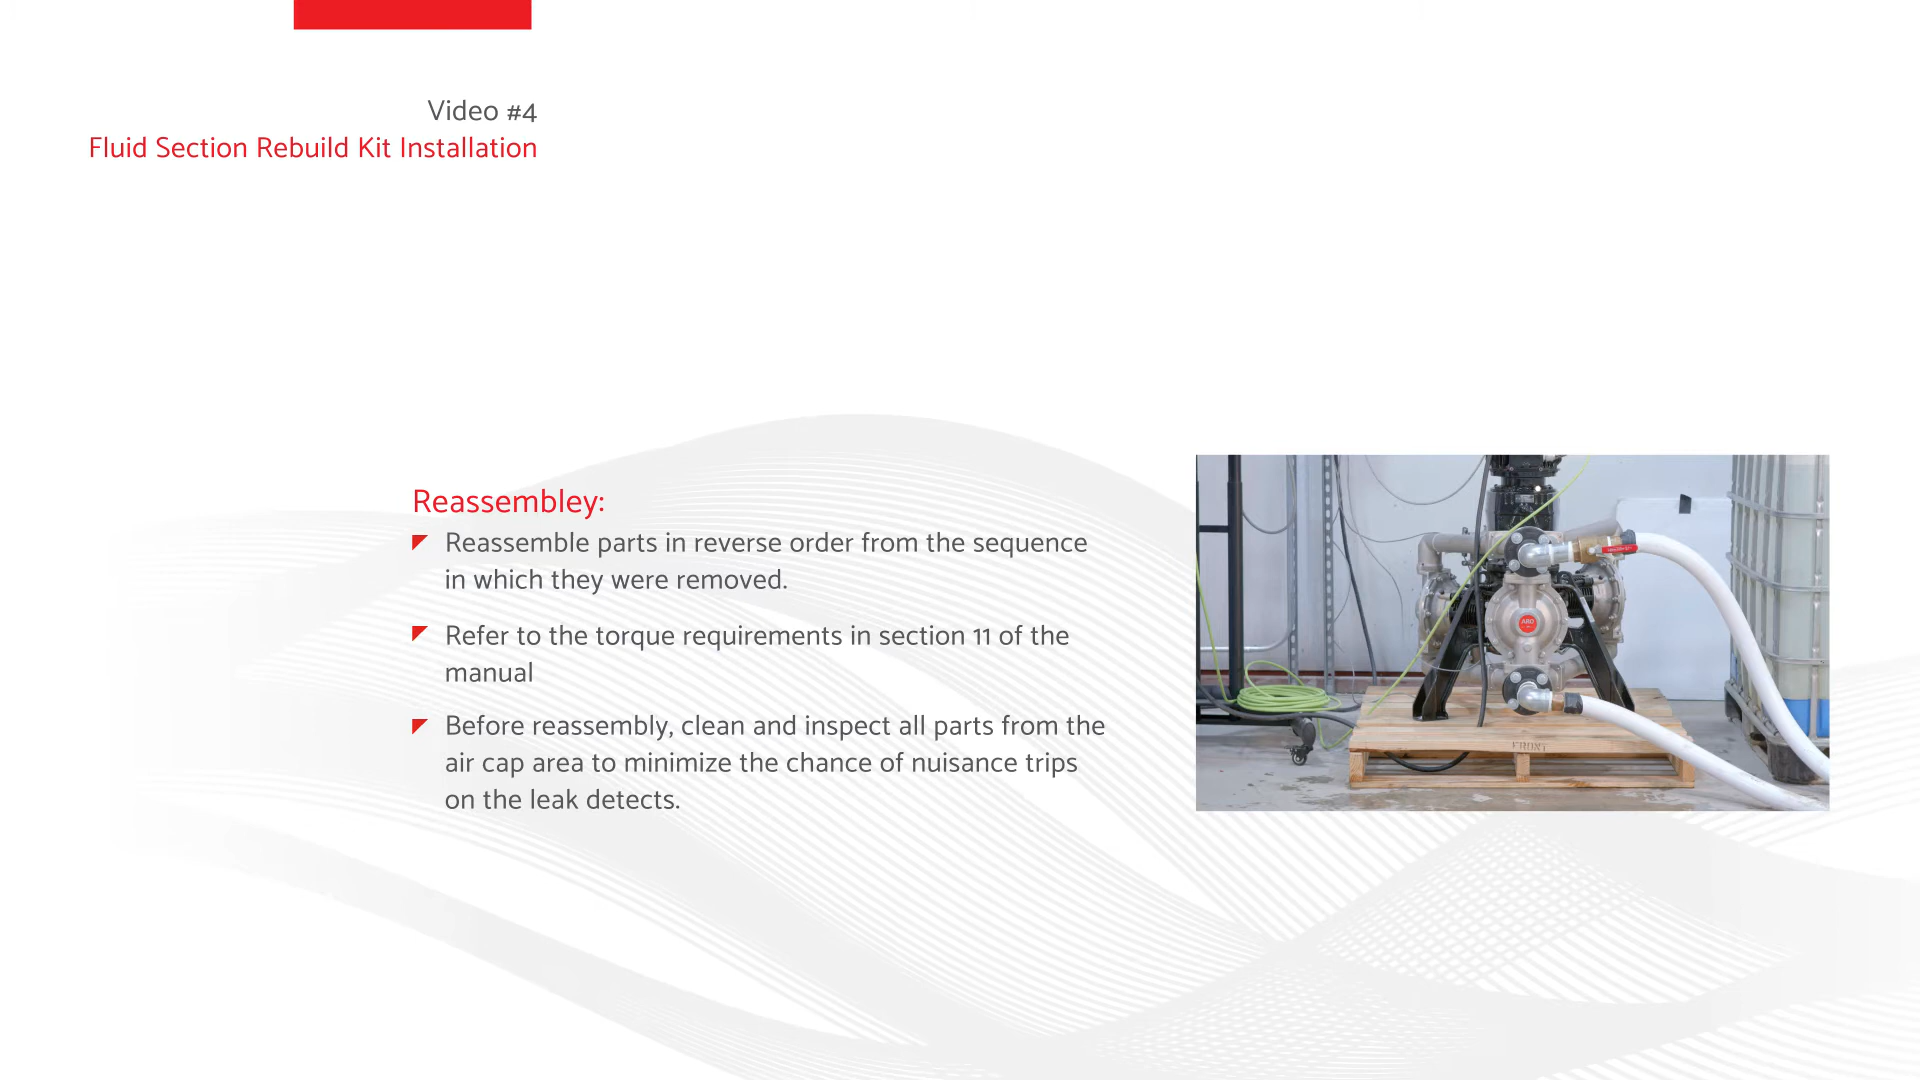 Video #4
Fluid Section Rebuild Kit Installation
Reassembley:
Reassemble parts in reverse order from the sequence
in which they were removed.
Refer to the torque requirements in section 11 of the
manual
Before reassembly, clean and inspect all parts from the
air cap area to minimize the chance of nuisance trips
on the leak detects.
ARO
FRONT